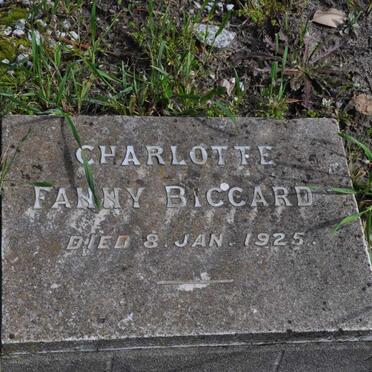 CHARLOTTE
FANNY BICCARD
DIED 8. JAN. 1925.